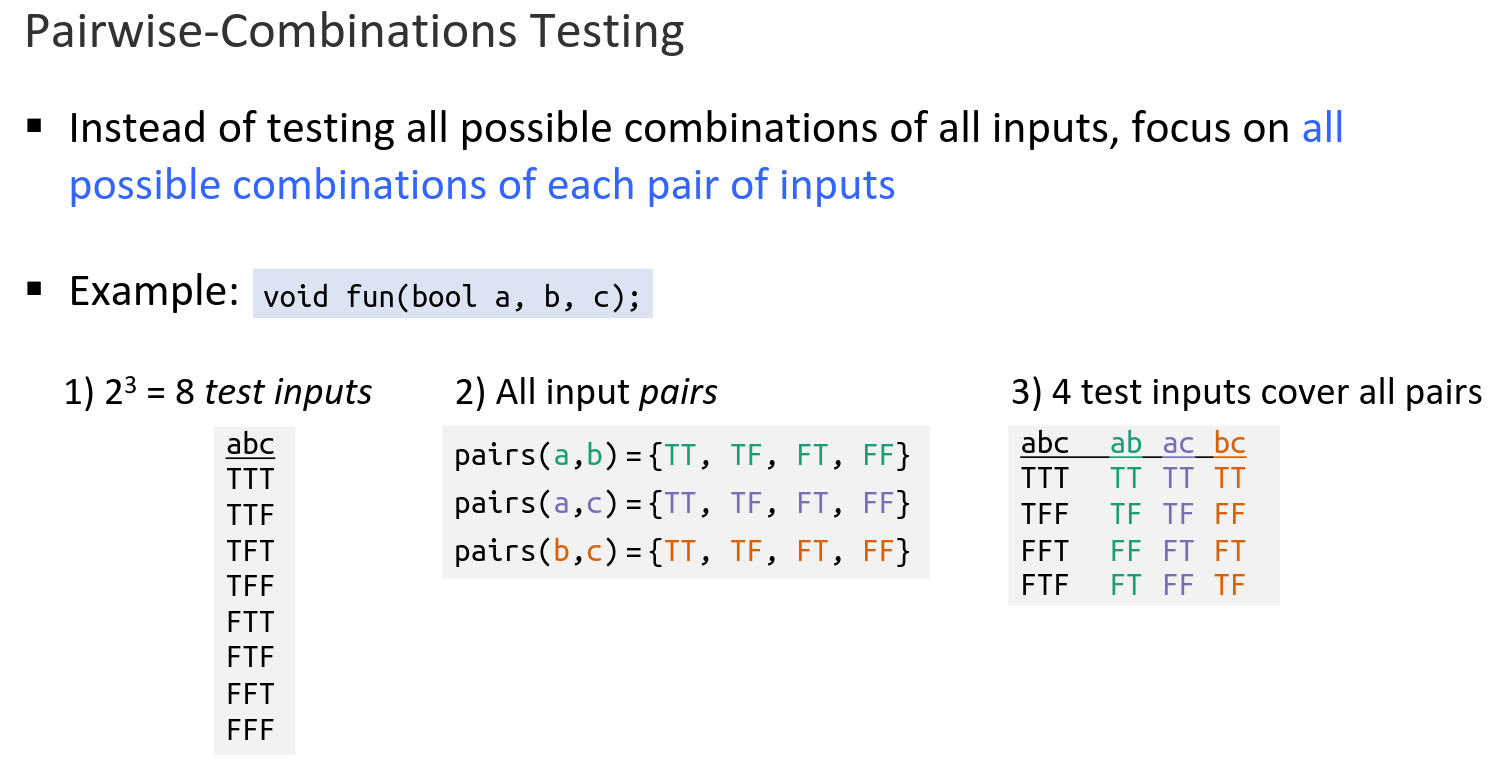 Pairwise-Combinations Testing
▪ Instead of testing all possible combinations of all inputs, focus on all
possible combinations of each pair of inputs
▪ Example: void fun(bool a, b, c);
1) 2³ = 8 test inputs
abc
TTT
TTF
TFT
TFF
FTT
FTF
FFT
FFF
2) All input pairs
pairs(a,b)={TT, TF, FT, FF}
pairs(a,c)={TT, TF, FT, FF}
pairs(b,c)={TT, TF, FT, FF}
3) 4 test inputs cover all pairs
abc ab ac bc
TTT TT TT TT
TFF TF TF FF
FFT FF FT FT
FTF FT FF TF